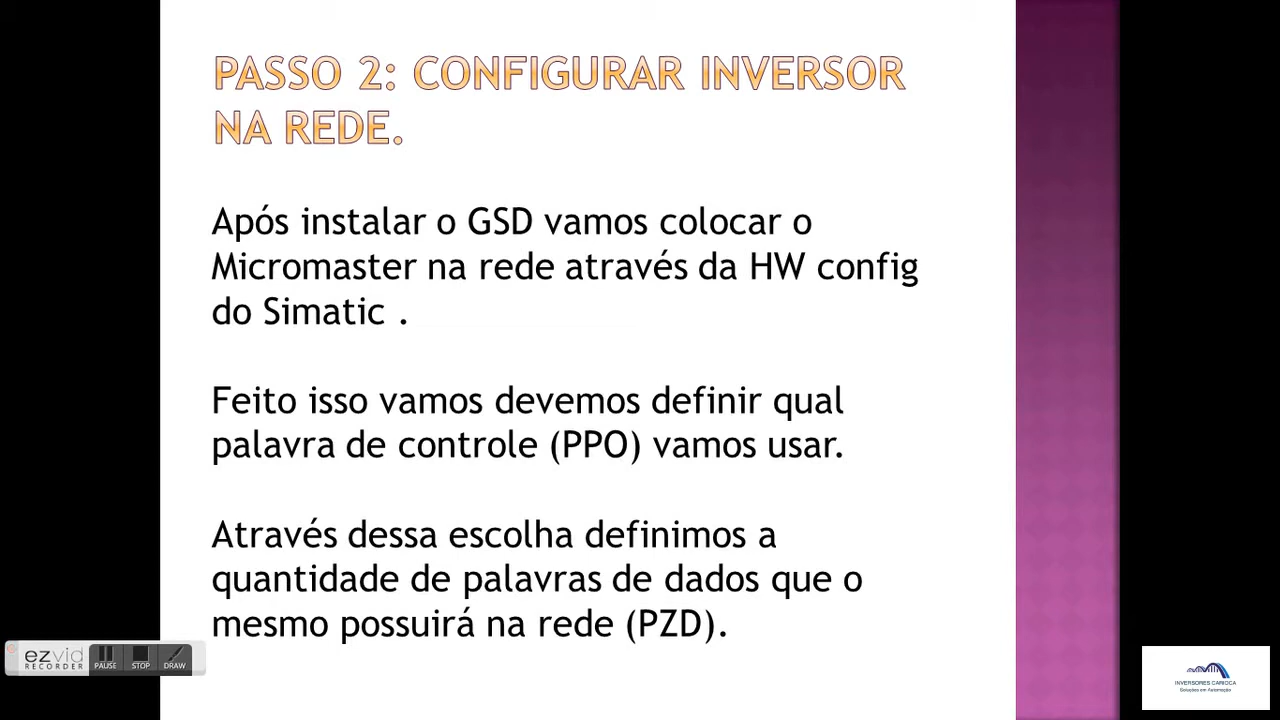 PASSO 2: CONFIGURAR INVERSOR
NA REDE.
Após instalar o GSD vamos colocar o
Micromaster na rede através da HW config
do Simatic .
Feito isso vamos devemos definir qual
palavra de controle (PPO) vamos usar.
Através dessa escolha definimos a
quantidade de palavras de dados que o
mesmo possuirá na rede (PZD).
ezvid
RECORDER
PAUSE
STOP
DRAW
INVERSORES CARIOCA
Soluções em Automação